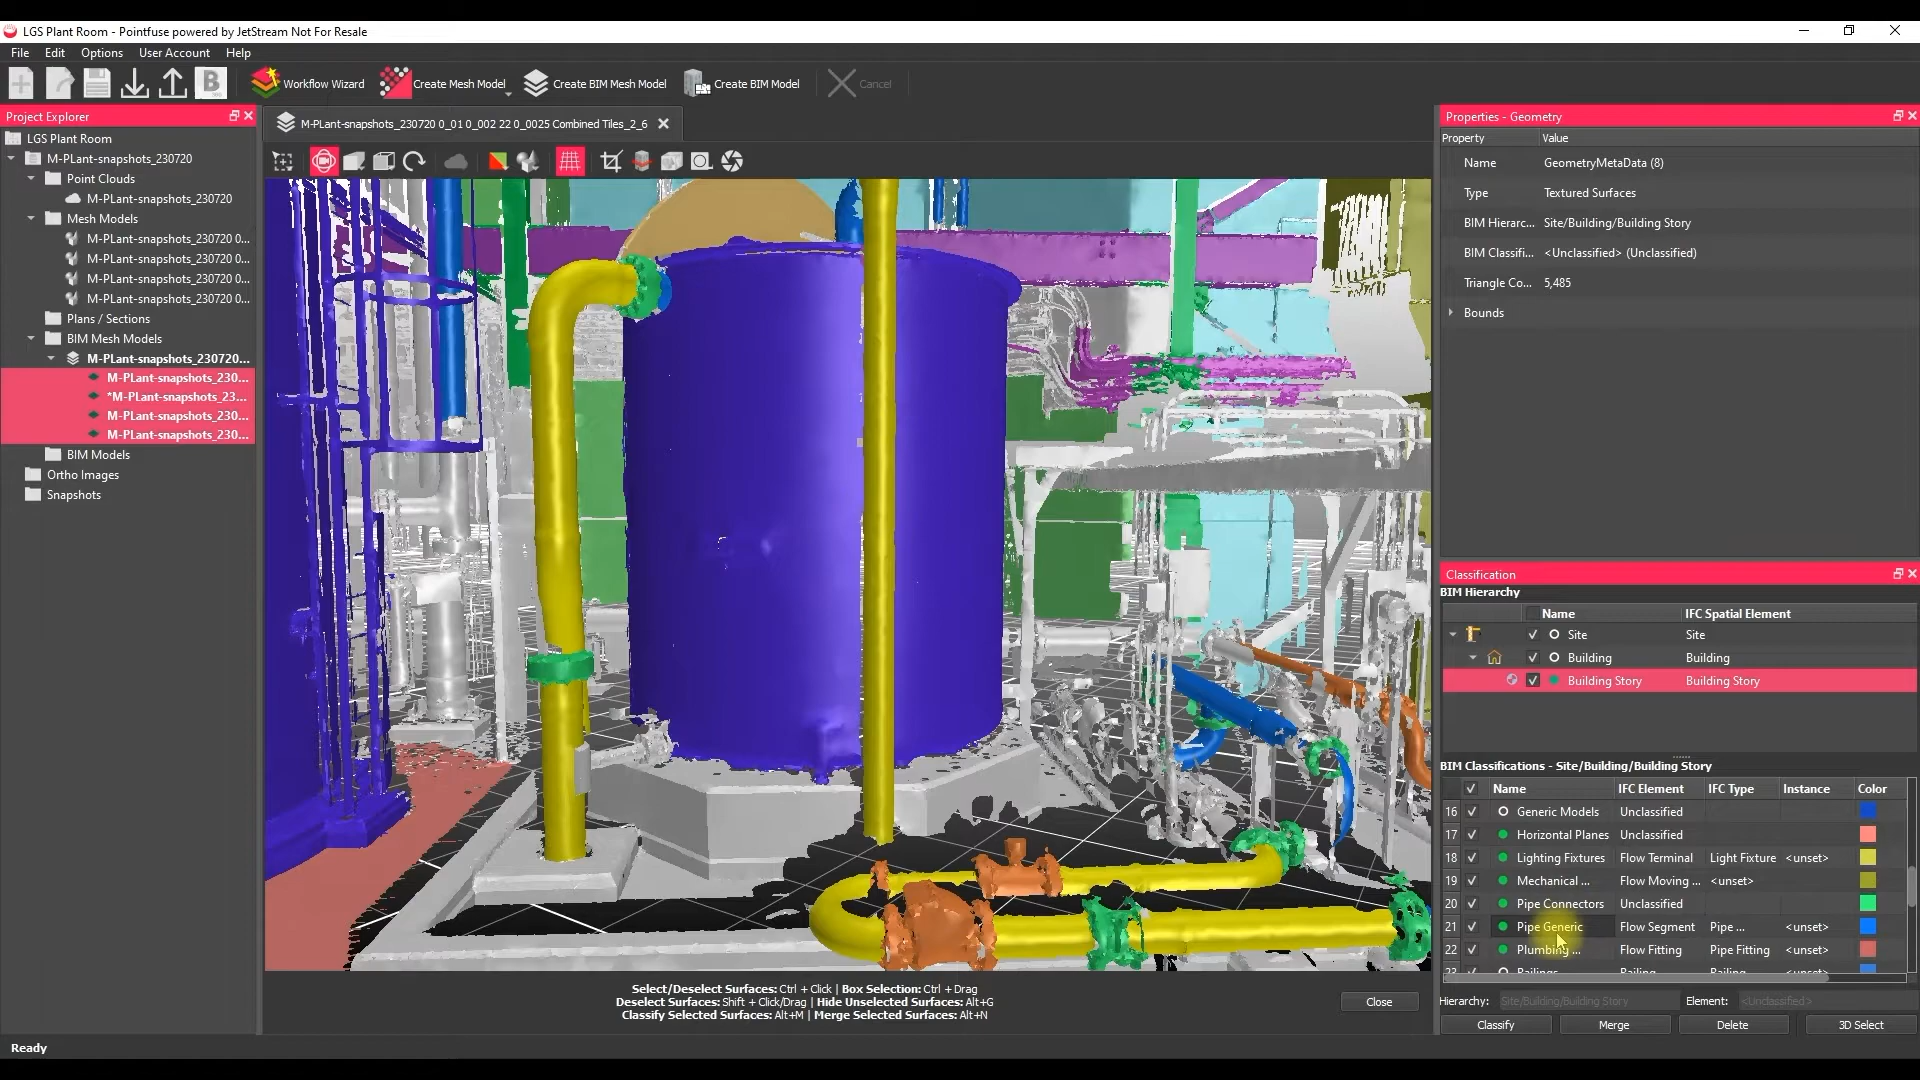 LGS Plant Room - Pointfuse powered by JetStream Not For Resale
File Edit Options User Account Help
B
Workflow Wizard Create Mesh Model Create BIM Mesh Model Create BIM Model Cancel
Project Explorer
LGS Plant Room
M-PLant-snapshots_230720
Point Clouds
M-PLant-snapshots_230720
Mesh Models
M-PLant-snapshots_230720 0...
M-PLant-snapshots_230720 0...
M-PLant-snapshots_230720 0...
M-PLant-snapshots_230720 0...
Plans / Sections
BIM Mesh Models
M-PLant-snapshots_230720...
M-PLant-snapshots_230...
*M-PLant-snapshots_23...
M-PLant-snapshots_230...
M-PLant-snapshots_230...
BIM Models
Ortho Images
Snapshots
M-PLant-snapshots_230720 0_01 0_002 22 0_0025 Combined Tiles_2_6
Select/Deselect Surfaces: Ctrl + Click | Box Selection: Ctrl + Drag
Deselect Surfaces: Shift + Click/Drag | Hide Unselected Surfaces: Alt+G
Classify Selected Surfaces: Alt+M | Merge Selected Surfaces: Alt+N
Close
Properties - Geometry
Property Value
Name GeometryMetaData (8)
Type Textured Surfaces
BIM Hierarc... Site/Building/Building Story
BIM Classifi... <Unclassified> (Unclassified)
Triangle Co... 5,485
Bounds
Classification
BIM Hierarchy
Name IFC Spatial Element
Site Site
Building Building
Building Story Building Story
BIM Classifications - Site/Building/Building Story
Name IFC Element IFC Type Instance Color
16 Generic Models Unclassified
17 Horizontal Planes Unclassified
18 Lighting Fixtures Flow Terminal Light Fixture <unset>
19 Mechanical ... Flow Moving ... <unset>
20 Pipe Connectors Unclassified
21 Pipe Generic Flow Segment Pipe ... <unset>
22 Plumbing ... Flow Fitting Pipe Fitting <unset>
23 Railings Railing Railing <unset>
Hierarchy: Site/Building/Building Story Element: <Unclassified>
Classify Merge Delete 3D Select
Ready